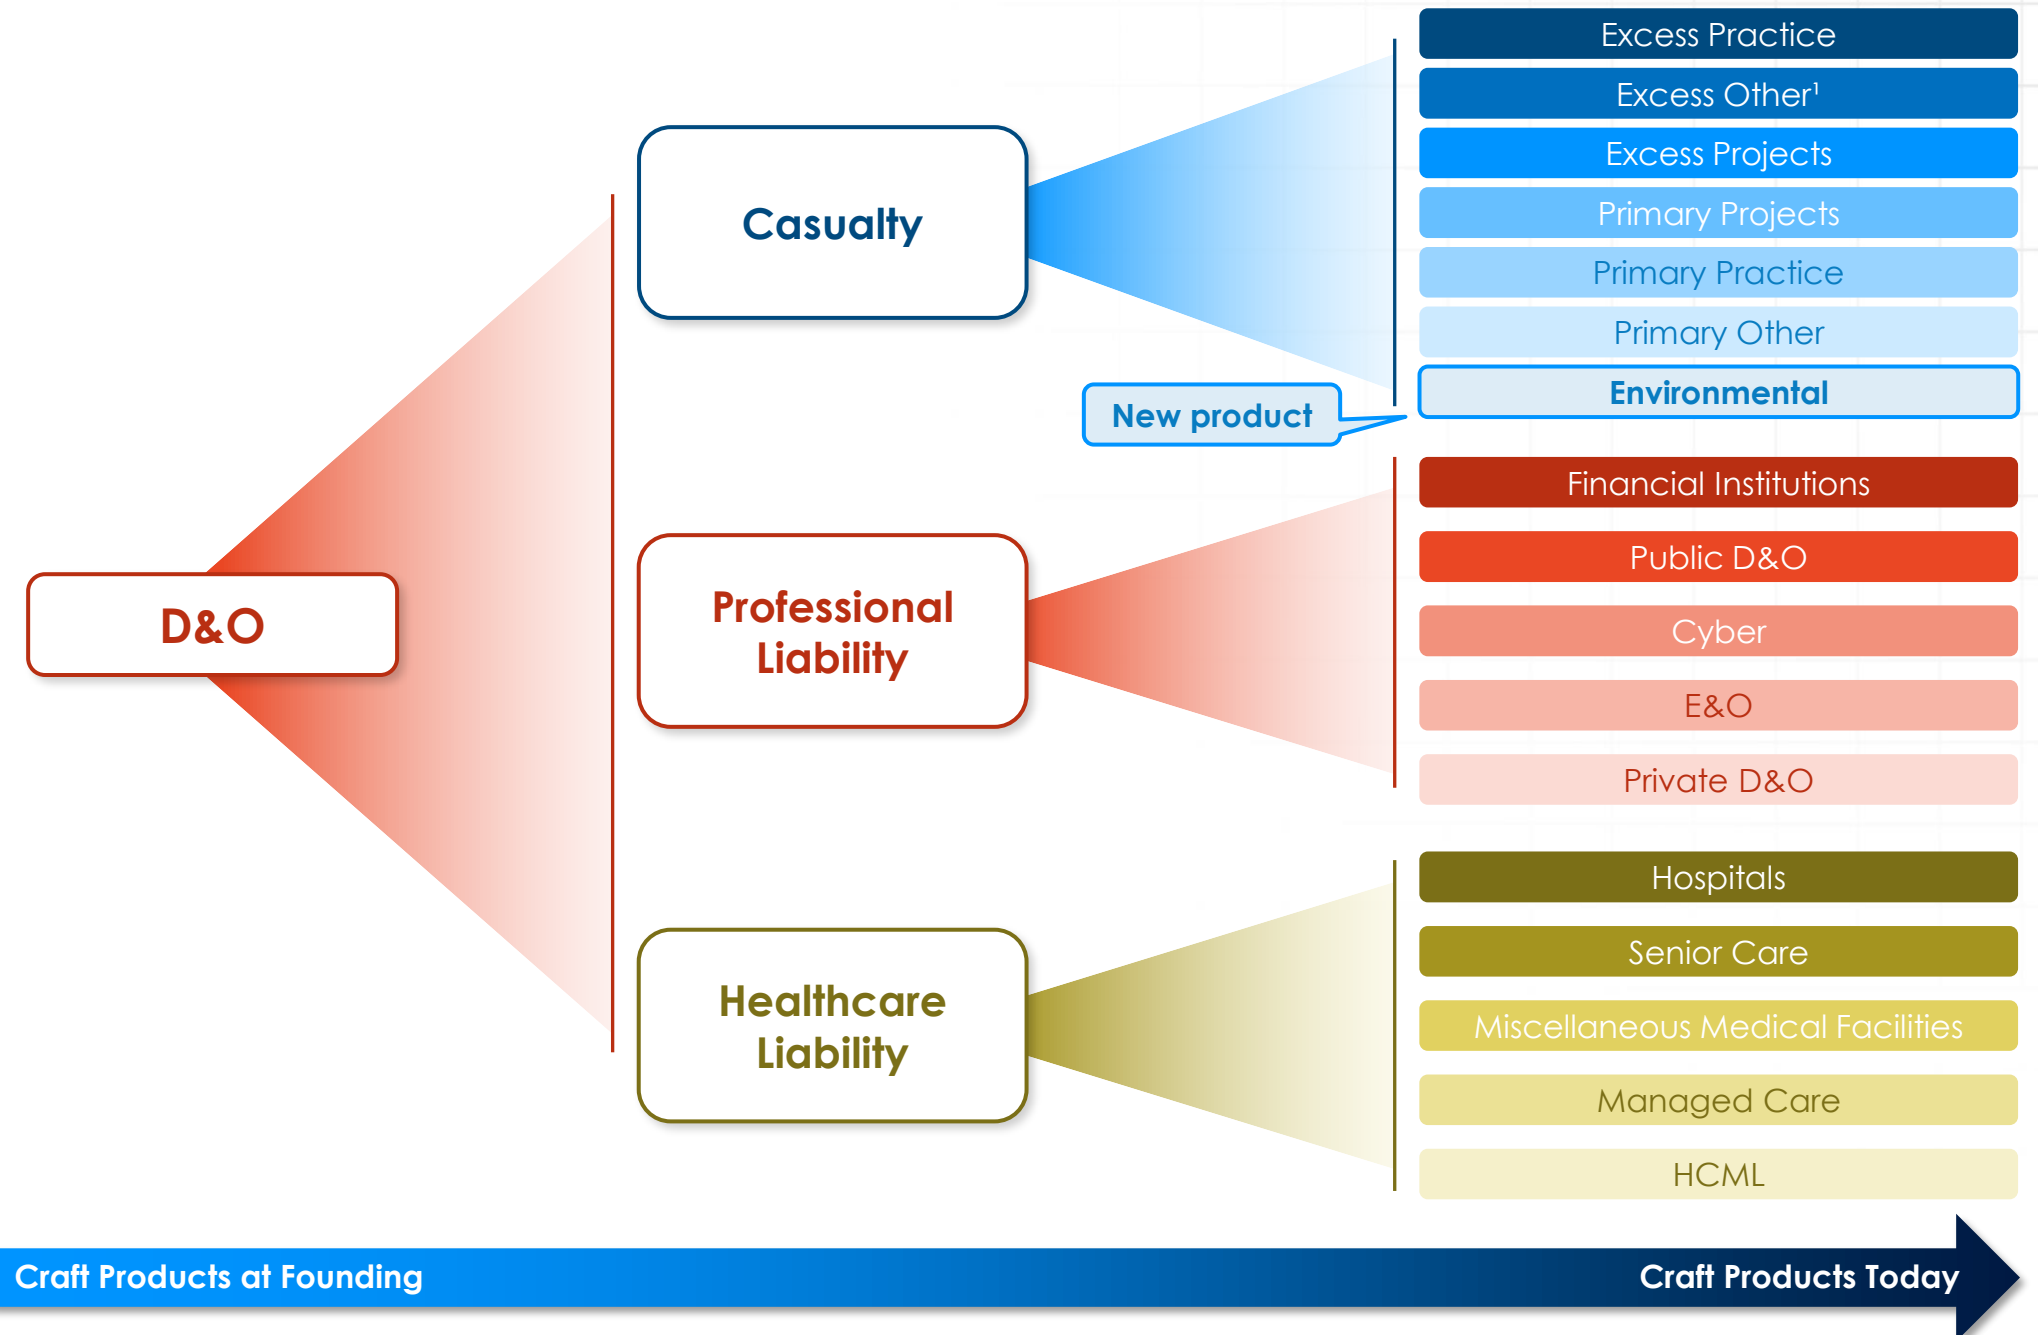 D&O
Casualty
Excess Practice
Excess Other¹
Excess Projects
Primary Projects
Primary Practice
Primary Other
Environmental
New product
Professional
Liability
Financial Institutions
Public D&O
Cyber
E&O
Private D&O
Healthcare
Liability
Hospitals
Senior Care
Miscellaneous Medical Facilities
Managed Care
HCML
Craft Products at Founding
Craft Products Today